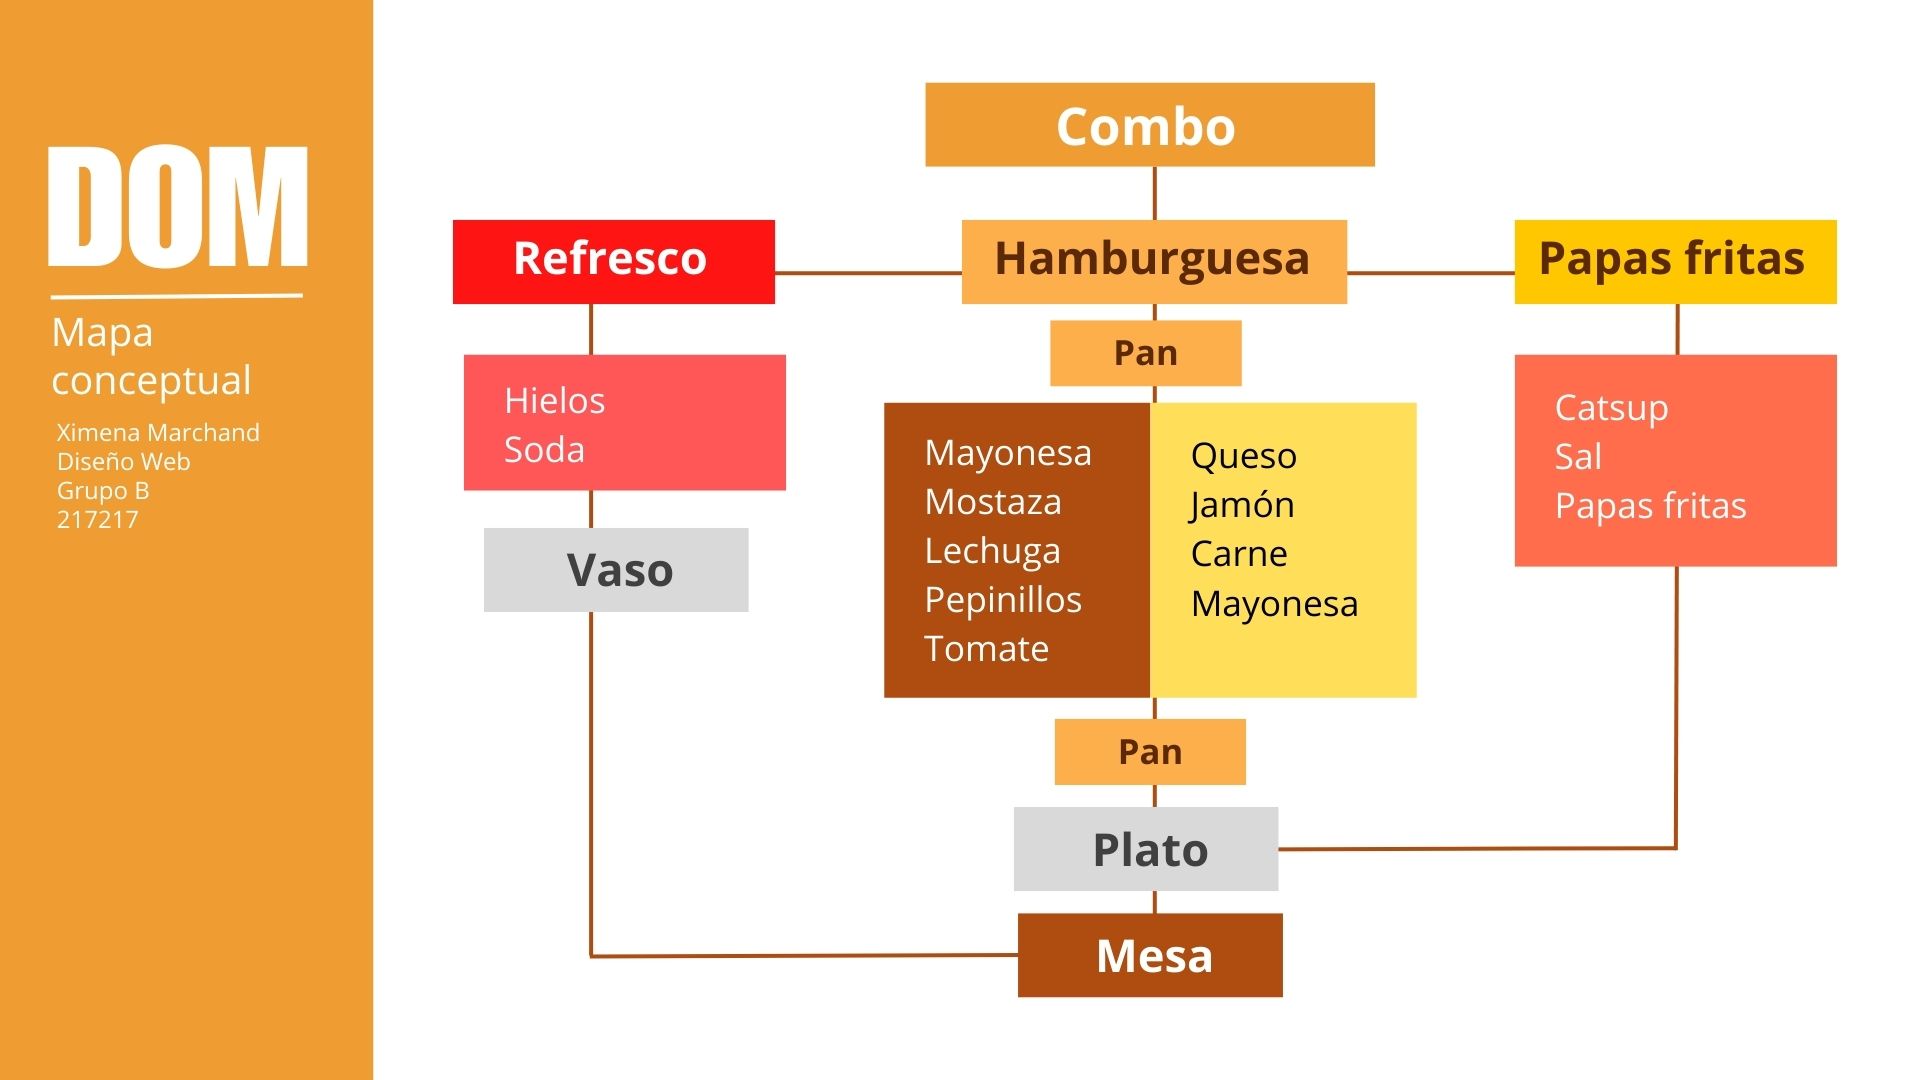 DOM
Mapa
conceptual
Ximena Marchand
Diseño Web
Grupo B
217217
Combo
Refresco
Hamburguesa
Papas fritas
Hielos
Soda
Vaso
Pan
Mayonesa
Mostaza
Lechuga
Pepinillos
Tomate
Queso
Jamón
Carne
Mayonesa
Pan
Catsup
Sal
Papas fritas
Plato
Mesa